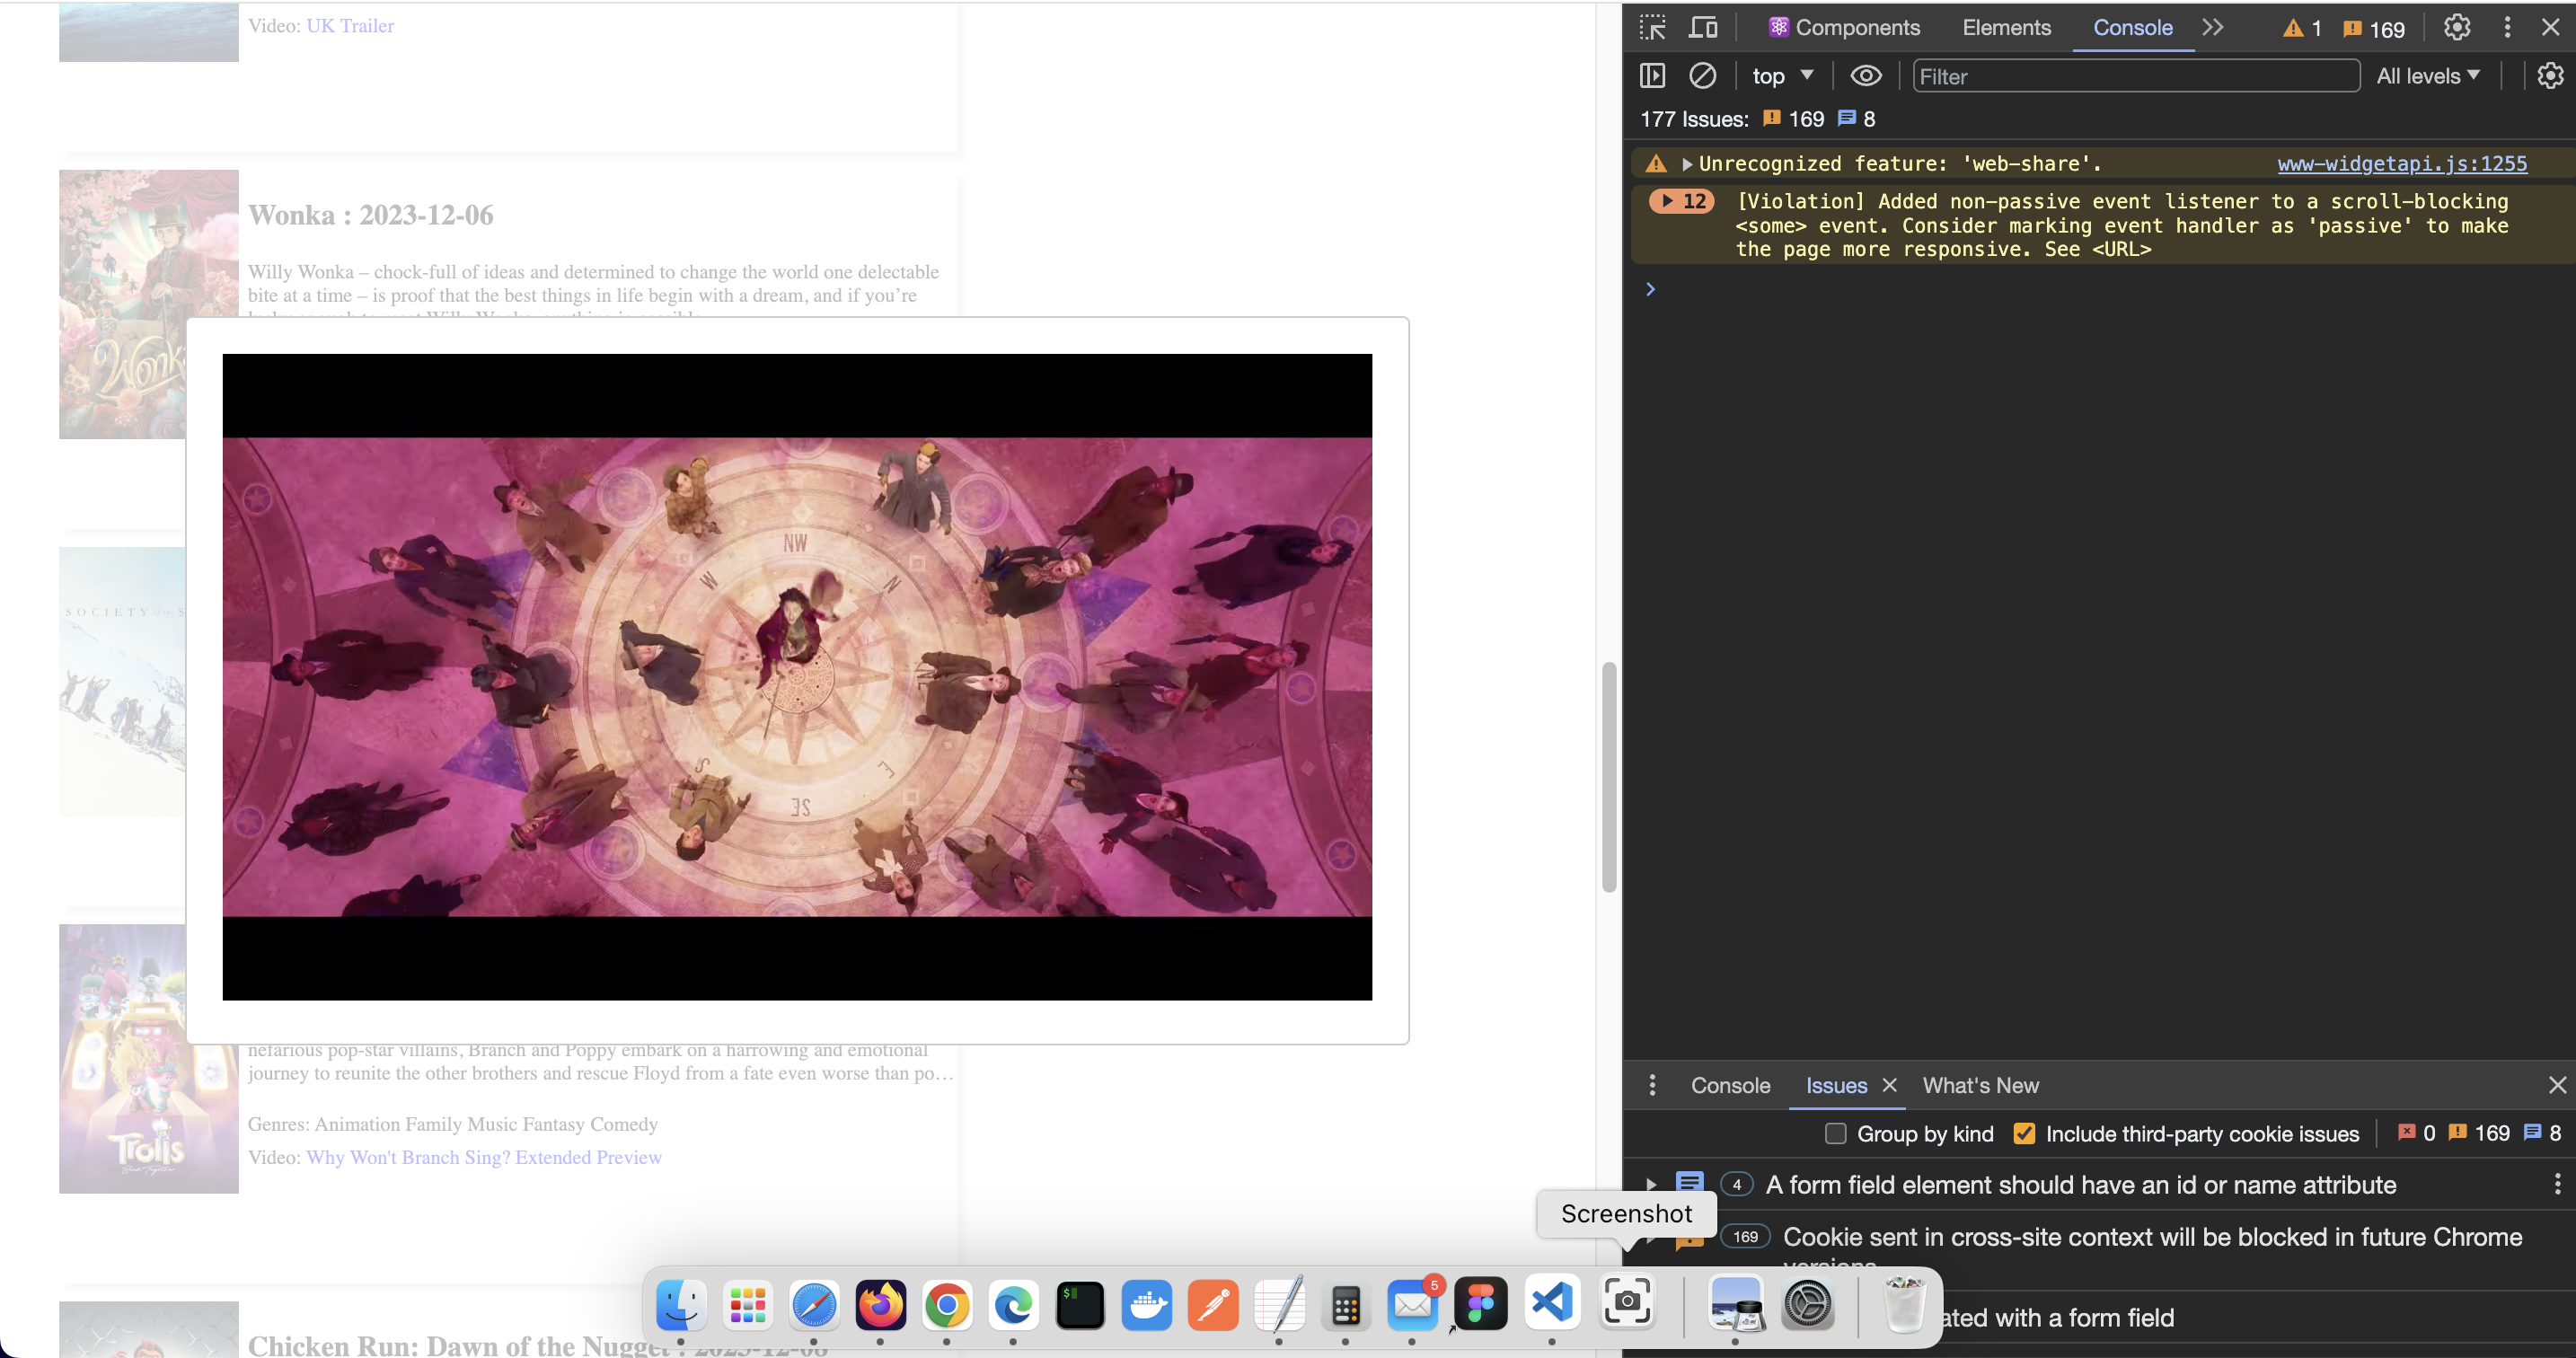 Video: UK Trailer
Wonka : 2023-12-06
Willy Wonka – chock-full of ideas and determined to change the world one delectable
bite at a time – is proof that the best things in life begin with a dream, and if you’re
Wonk
NW
W
N
S
E
SE
SOCIETY of the S
nefarious pop-star villains, Branch and Poppy embark on a harrowing and emotional
journey to reunite the other brothers and rescue Floyd from a fate even worse than po…
Genres: Animation Family Music Fantasy Comedy
Video: Why Won't Branch Sing? Extended Preview
Trolls
Band Together
Chicken Run: Dawn of the Nugget : 2023-12-08
Components
Elements
Console
1
169
top
Filter
All levels
177 Issues: 169 8
Unrecognized feature: 'web-share'.
www-widgetapi.js:1255
12
[Violation] Added non-passive event listener to a scroll-blocking
<some> event. Consider marking event handler as 'passive' to make
the page more responsive. See <URL>
Console
Issues
What's New
Group by kind
Include third-party cookie issues
0 169 8
4 A form field element should have an id or name attribute
169 Cookie sent in cross-site context will be blocked in future Chrome
versions
ated with a form field
Screenshot
$
5